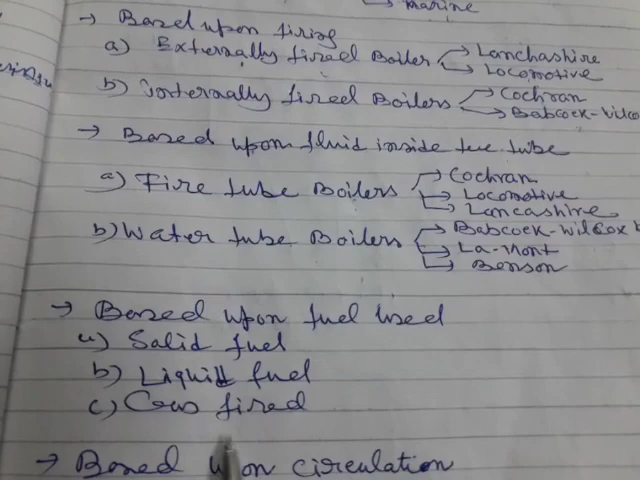 marine
→ Based upon firing
a) Externally fired Boiler → Lanchashire
→ Locomotive
b) Internally fired Boilers → Cochran
→ Babcock-Wilco
→ Based upon fluid inside the tube
a) Fire tube Boilers → Cochran
→ Locomotive
→ Lancashire
b) Water tube Boilers → Babcock-Wilcox
→ La-Mont
→ Benson
→ Based upon fuel used
a) Solid fuel
b) Liquid fuel
c) Gas fired
→ Based upon circulation